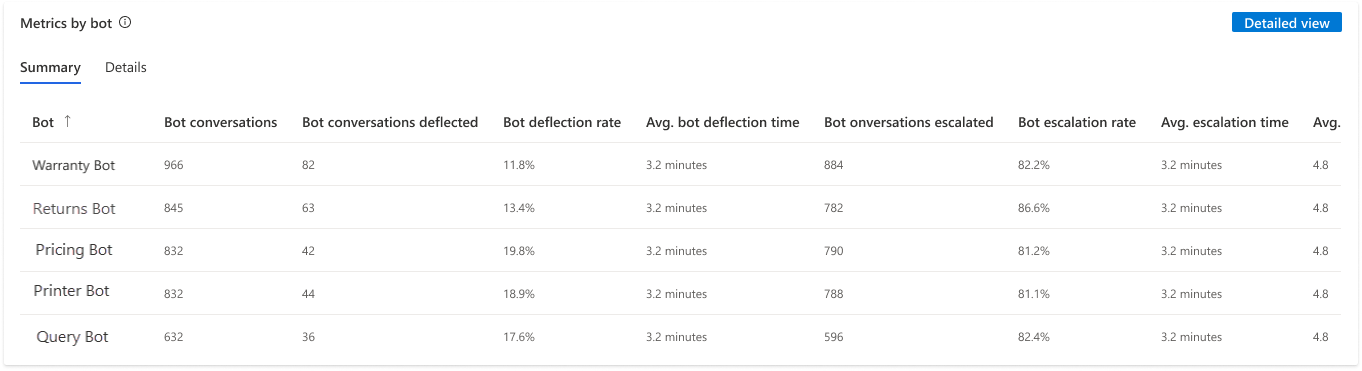 Metrics by bot
Detailed view
Summary Details
Bot ↑ Bot conversations Bot conversations deflected Bot deflection rate Avg. bot deflection time Bot onversations escalated Bot escalation rate Avg. escalation time Avg.
Warranty Bot 966 82 11.8% 3.2 minutes 884 82.2% 3.2 minutes 4.8
Returns Bot 845 63 13.4% 3.2 minutes 782 86.6% 3.2 minutes 4.8
Pricing Bot 832 42 19.8% 3.2 minutes 790 81.2% 3.2 minutes 4.8
Printer Bot 832 44 18.9% 3.2 minutes 788 81.1% 3.2 minutes 4.8
Query Bot 632 36 17.6% 3.2 minutes 596 82.4% 3.2 minutes 4.8